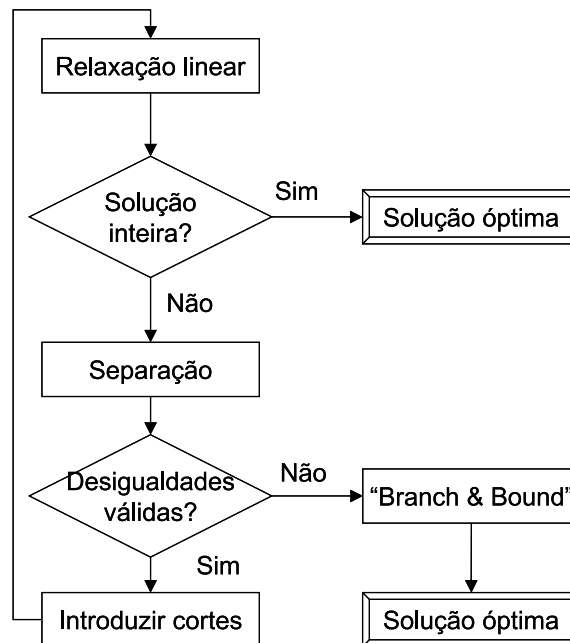 Relaxação linear
Solução
inteira?
Sim
Solução óptima
Não
Separação
Desigualdades
válidas?
Não
“Branch & Bound”
Sim
Introduzir cortes
Solução óptima